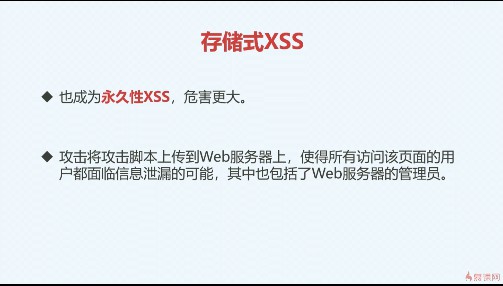 存储式XSS
◆ 也成为永久性XSS，危害更大。
◆ 攻击将攻击脚本上传到Web服务器上，使得所有访问该页面的用
户都面临信息泄漏的可能，其中也包括了Web服务器的管理员。
慕课网